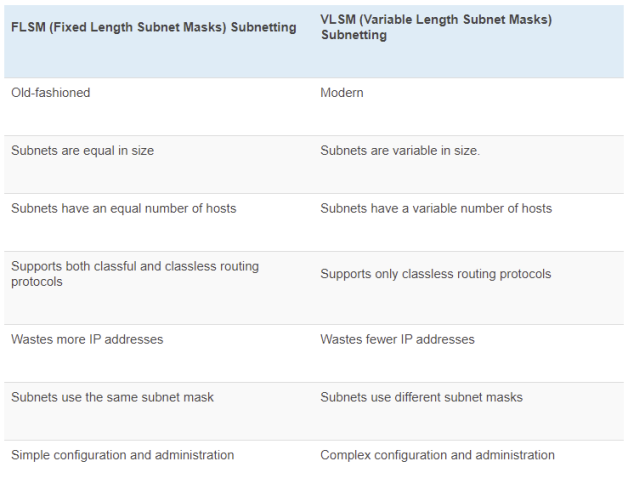 FLSM (Fixed Length Subnet Masks) Subnetting
VLSM (Variable Length Subnet Masks)
Subnetting
Old-fashioned
Modern
Subnets are equal in size
Subnets are variable in size.
Subnets have an equal number of hosts
Subnets have a variable number of hosts
Supports both classful and classless routing
protocols
Supports only classless routing protocols
Wastes more IP addresses
Wastes fewer IP addresses
Subnets use the same subnet mask
Subnets use different subnet masks
Simple configuration and administration
Complex configuration and administration